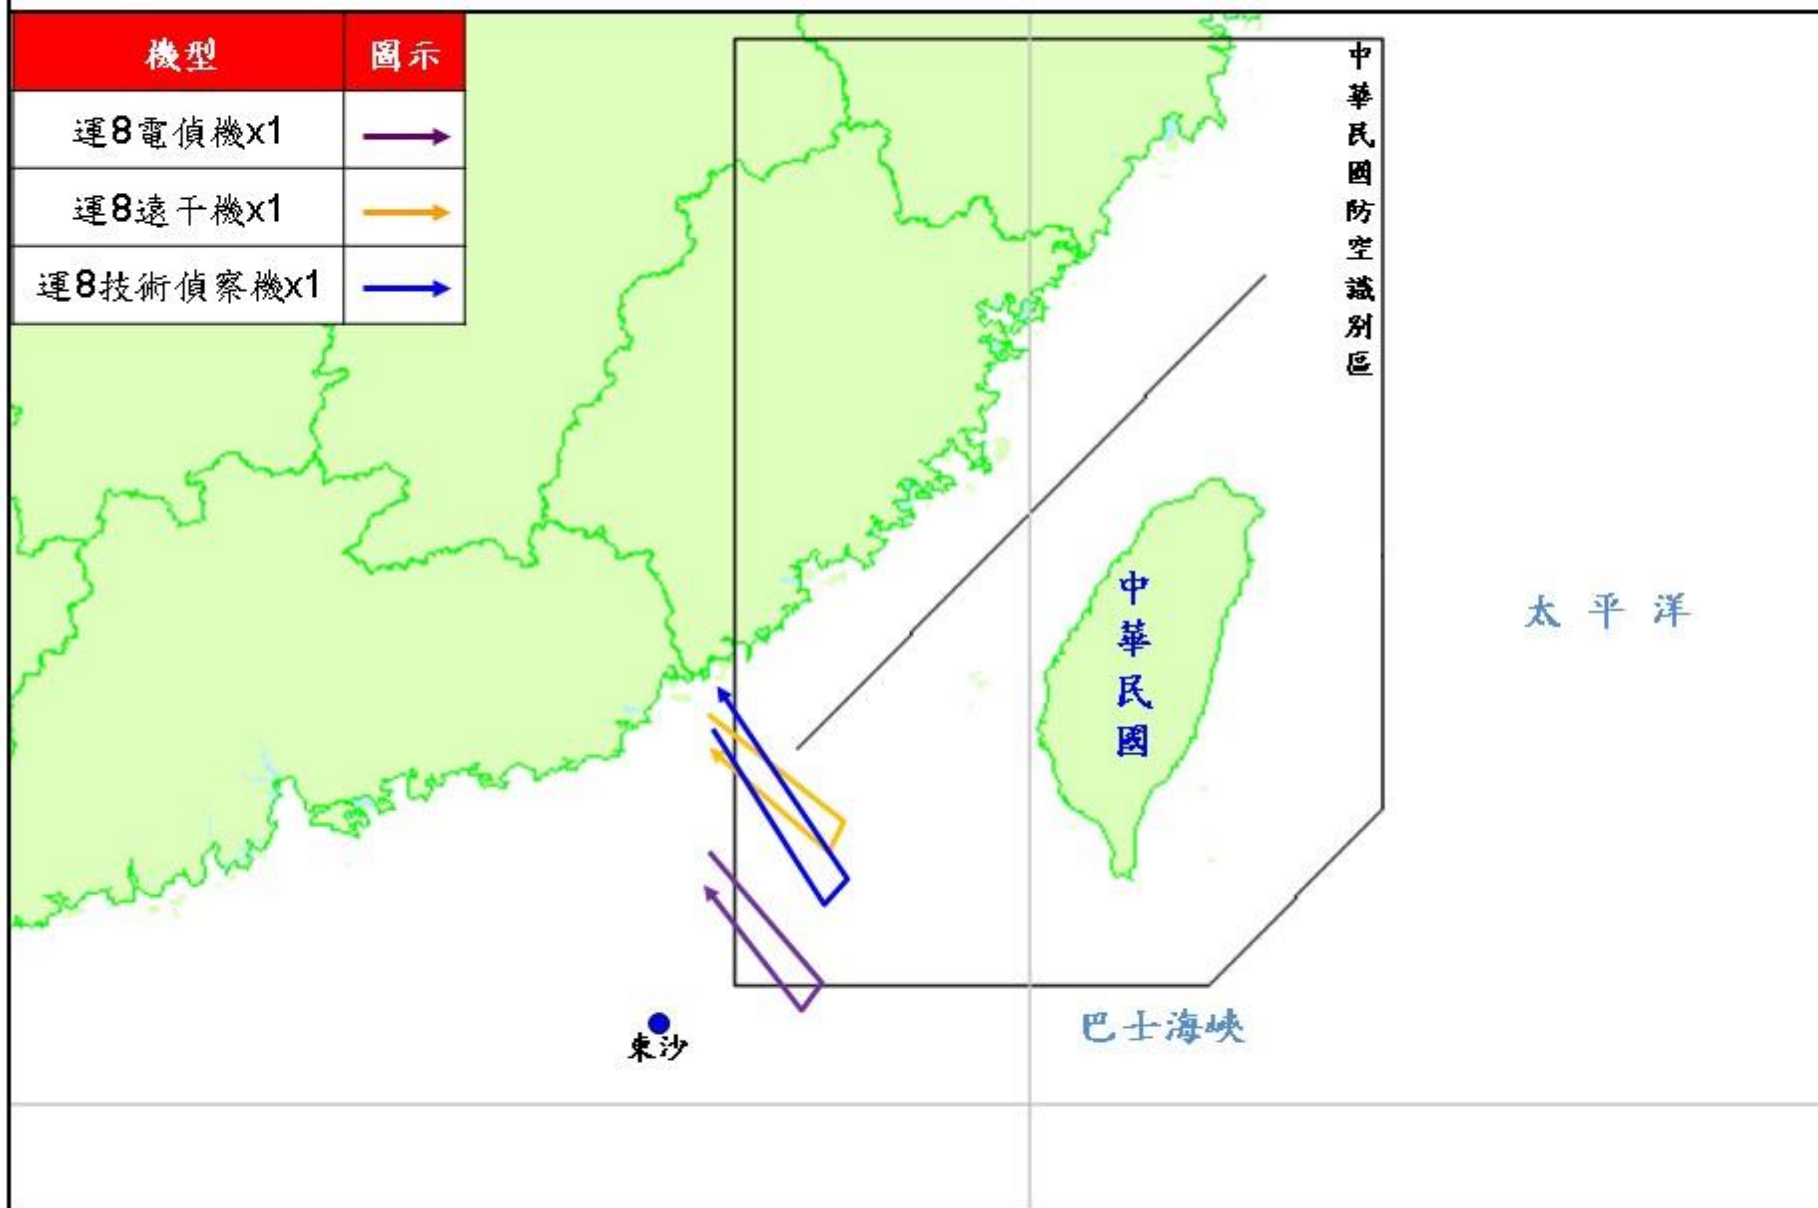 機型 圖示
運8電偵機x1
運8遠干機x1
運8技術偵察機x1
中華民國防空識別區
中華民國
太平洋
巴士海峽
東沙